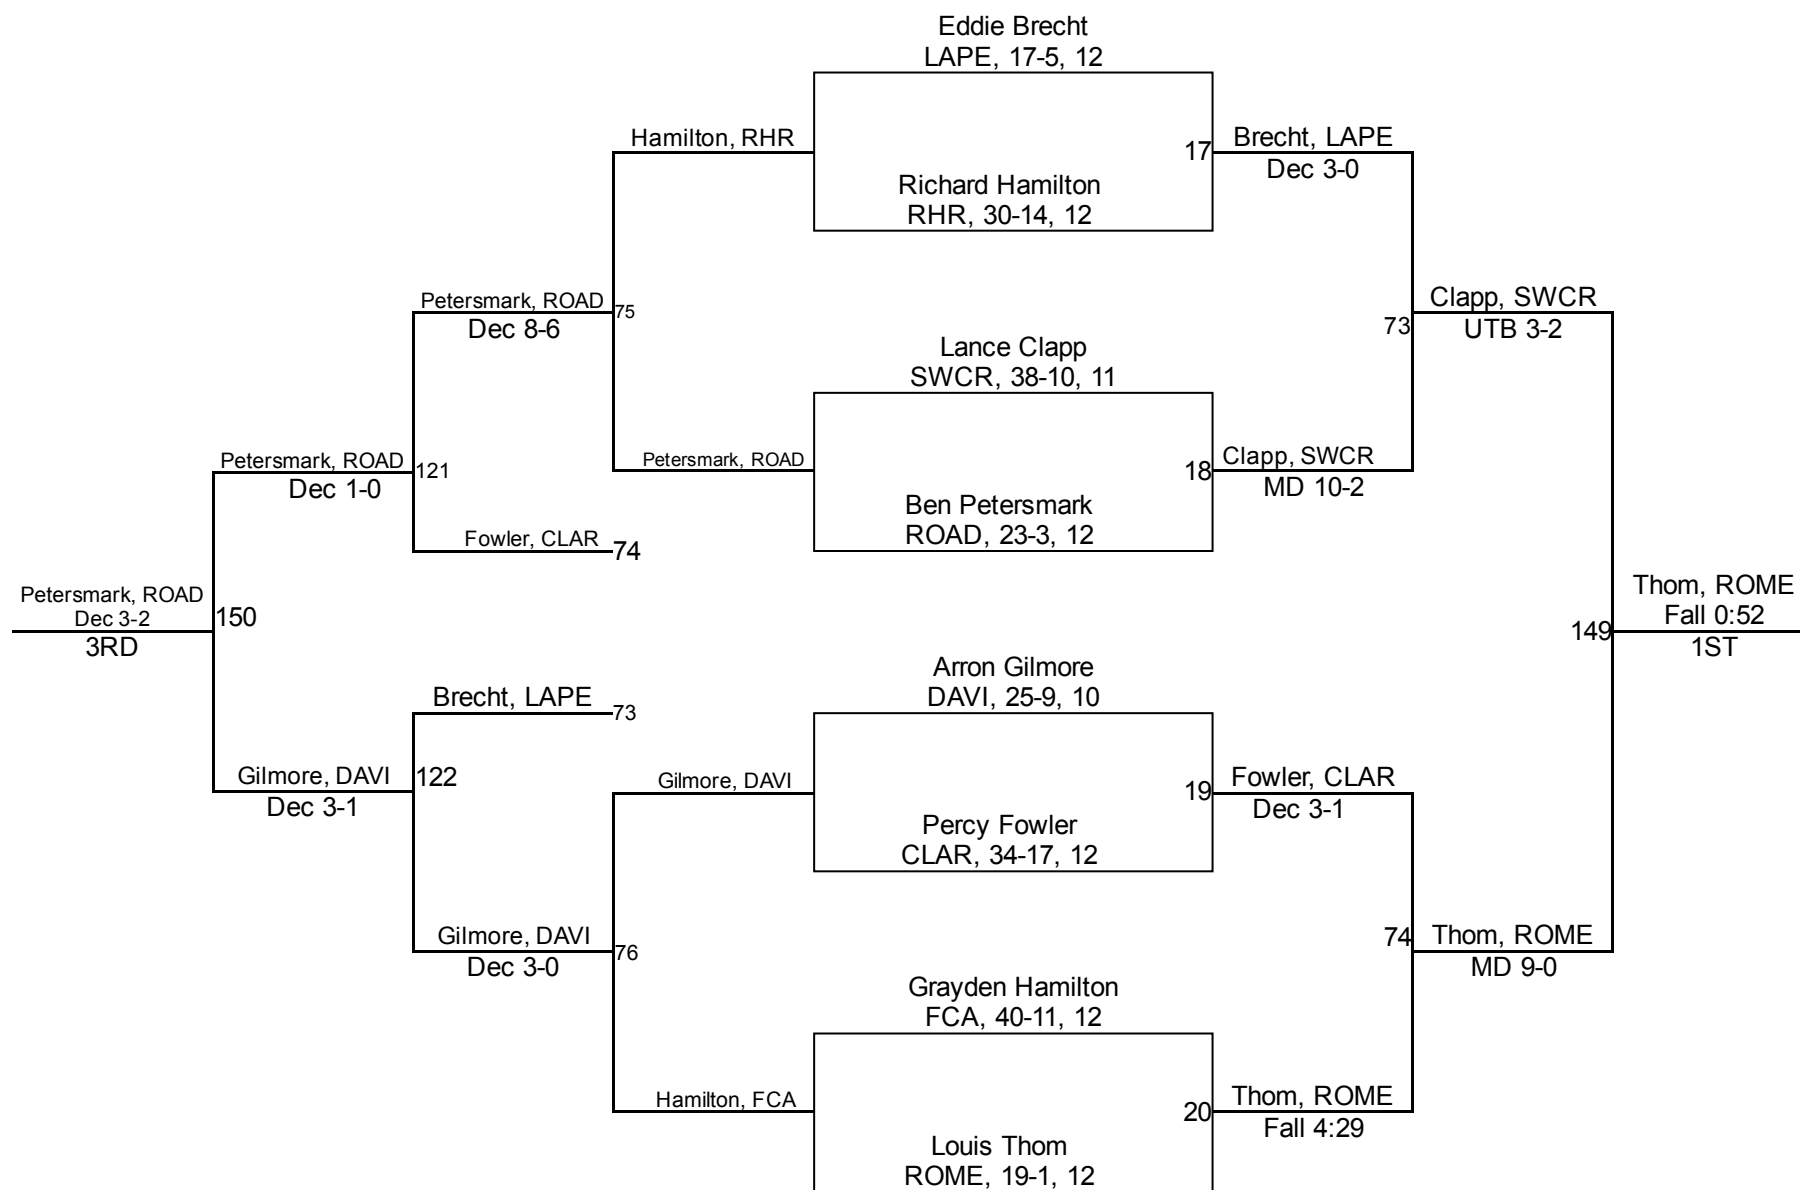 Eddie Brecht
LAPE, 17-5, 12
Hamilton, RHR
17
Brecht, LAPE
Dec 3-0
Richard Hamilton
RHR, 30-14, 12
Petersmark, ROAD
Dec 8-6
75
Clapp, SWCR
UTB 3-2
73
Lance Clapp
SWCR, 38-10, 11
Petersmark, ROAD
Dec 1-0
121
Petersmark, ROAD
18
Clapp, SWCR
MD 10-2
Ben Petersmark
ROAD, 23-3, 12
Fowler, CLAR
74
Petersmark, ROAD
Dec 3-2
3RD
150
149
Thom, ROME
Fall 0:52
1ST
Arron Gilmore
DAVI, 25-9, 10
Brecht, LAPE
73
Gilmore, DAVI
Dec 3-1
122
Gilmore, DAVI
19
Fowler, CLAR
Dec 3-1
Percy Fowler
CLAR, 34-17, 12
Gilmore, DAVI
Dec 3-0
76
74
Thom, ROME
MD 9-0
Grayden Hamilton
FCA, 40-11, 12
Hamilton, FCA
20
Thom, ROME
Fall 4:29
Louis Thom
ROME, 19-1, 12